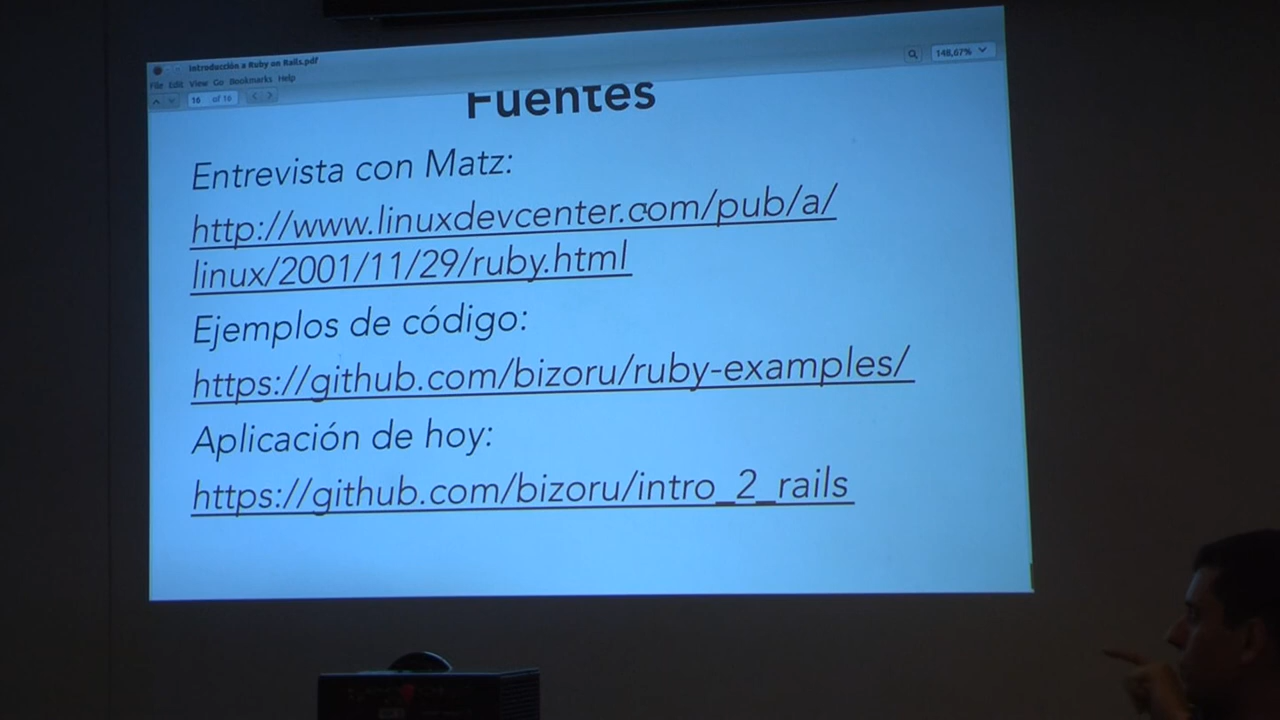 Introducción a Ruby on Rails.pdf
File Edit View Go Bookmarks Help
16 of 16
148,67%
Fuentes
Entrevista con Matz:
http://www.linuxdevcenter.com/pub/a/
linux/2001/11/29/ruby.html
Ejemplos de código:
https://github.com/bizoru/ruby-examples/
Aplicación de hoy:
https://github.com/bizoru/intro_2_rails